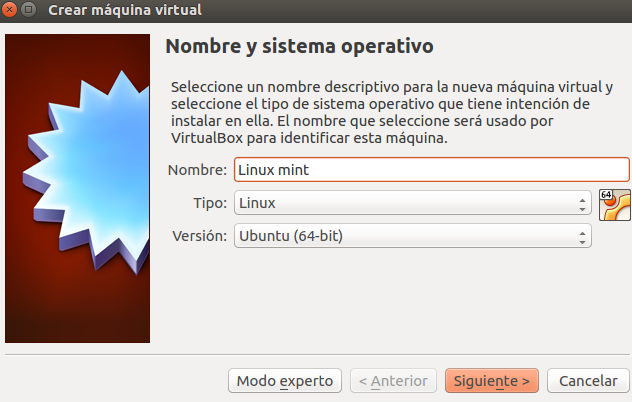 Crear máquina virtual
Nombre y sistema operativo
Seleccione un nombre descriptivo para la nueva máquina virtual y
seleccione el tipo de sistema operativo que tiene intención de
instalar en ella. El nombre que seleccione será usado por
VirtualBox para identificar esta máquina.
Nombre: Linux mint
Tipo: Linux
64
Versión: Ubuntu (64-bit)
Modo experto < Anterior Siguiente > Cancelar